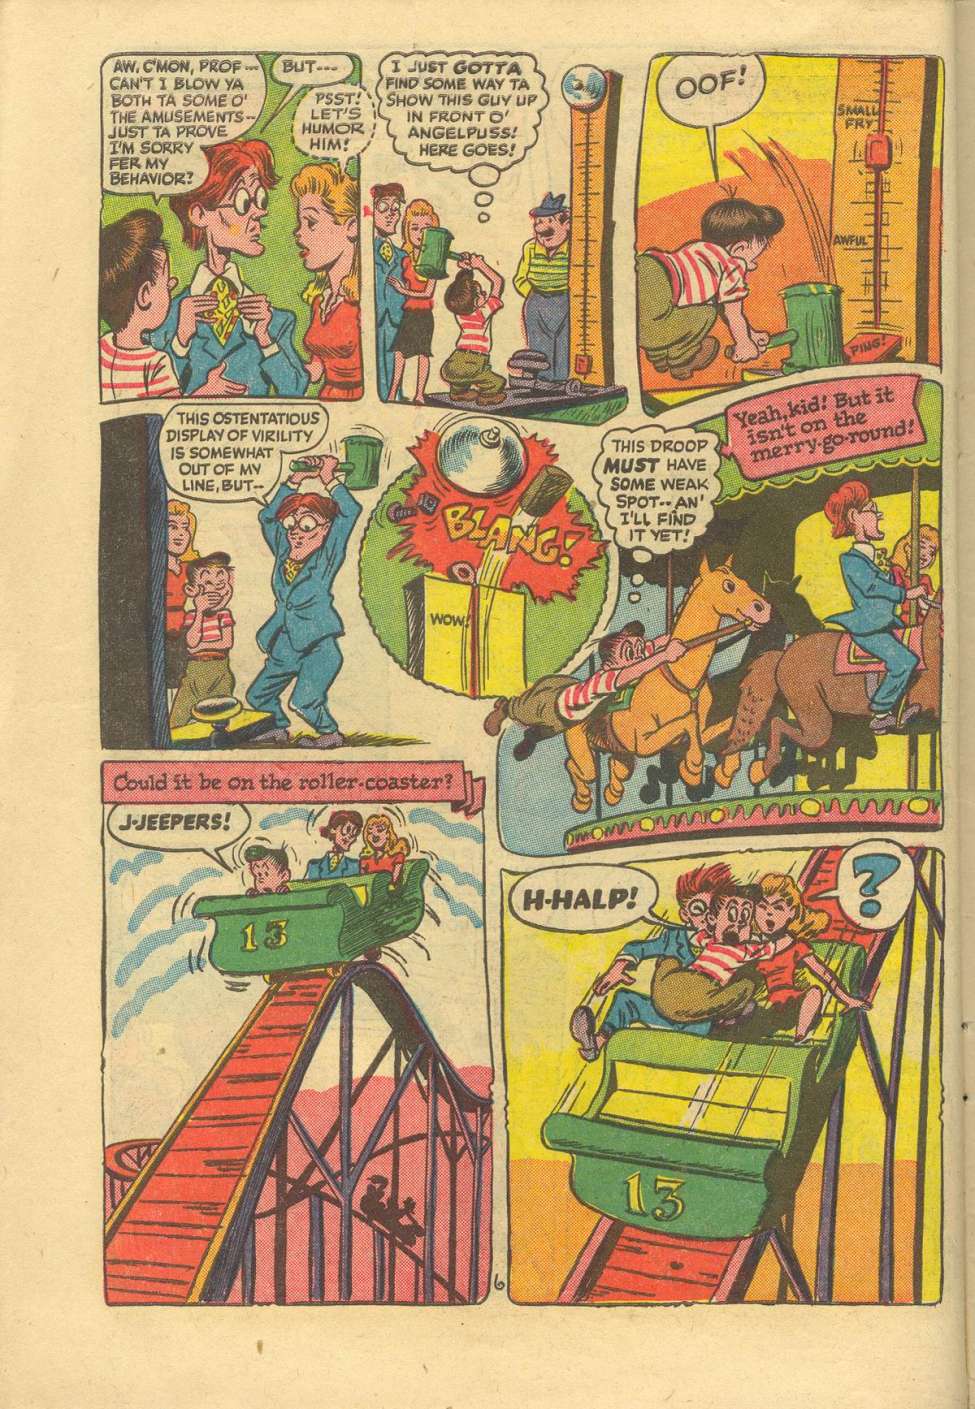 AW, C'MON, PROF--
CAN'T I BLOW YA
BOTH TA SOME O'
THE AMUSEMENTS--
JUST TA PROVE
I'M SORRY
FER MY
BEHAVIOR?
BUT---
PSST!
LET'S
HUMOR
HIM!
I JUST GOTTA
FIND SOME WAY TA
SHOW THIS GUY UP
IN FRONT O'
ANGELPUSS!
HERE GOES!
OOF!
SMALL
FRY
AWFUL
PING!
THIS OSTENTATIOUS
DISPLAY OF VIRILITY
IS SOMEWHAT
OUT OF MY
LINE, BUT--
BLANG!
WOW!
Yeah, kid! But it
isn't on the
merry-go-round!
THIS DROOP
MUST HAVE
SOME WEAK
SPOT-- AN'
I'LL FIND
IT YET!
Could it be on the roller-coaster?
J-JEEPERS!
13
H-HALP!
?
13
6